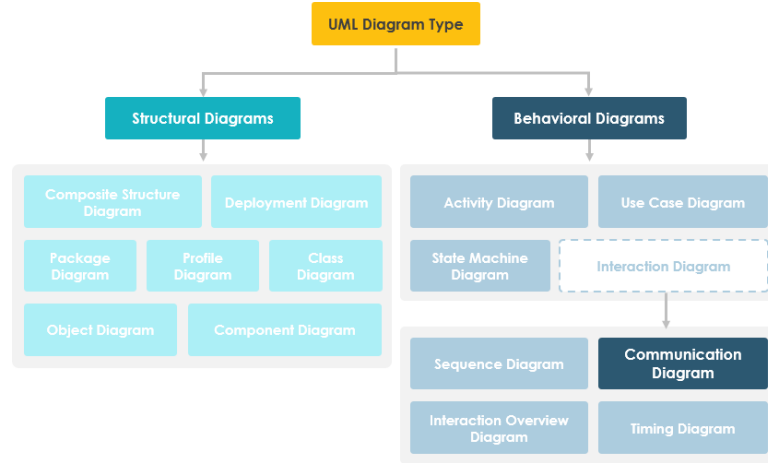 UML Diagram Type
Structural Diagrams
Behavioral Diagrams
Composite Structure
Diagram
Deployment Diagram
Package
Diagram
Profile
Diagram
Class
Diagram
Object Diagram
Component Diagram
Activity Diagram
Use Case Diagram
State Machine
Diagram
Interaction Diagram
Sequence Diagram
Communication
Diagram
Interaction Overview
Diagram
Timing Diagram